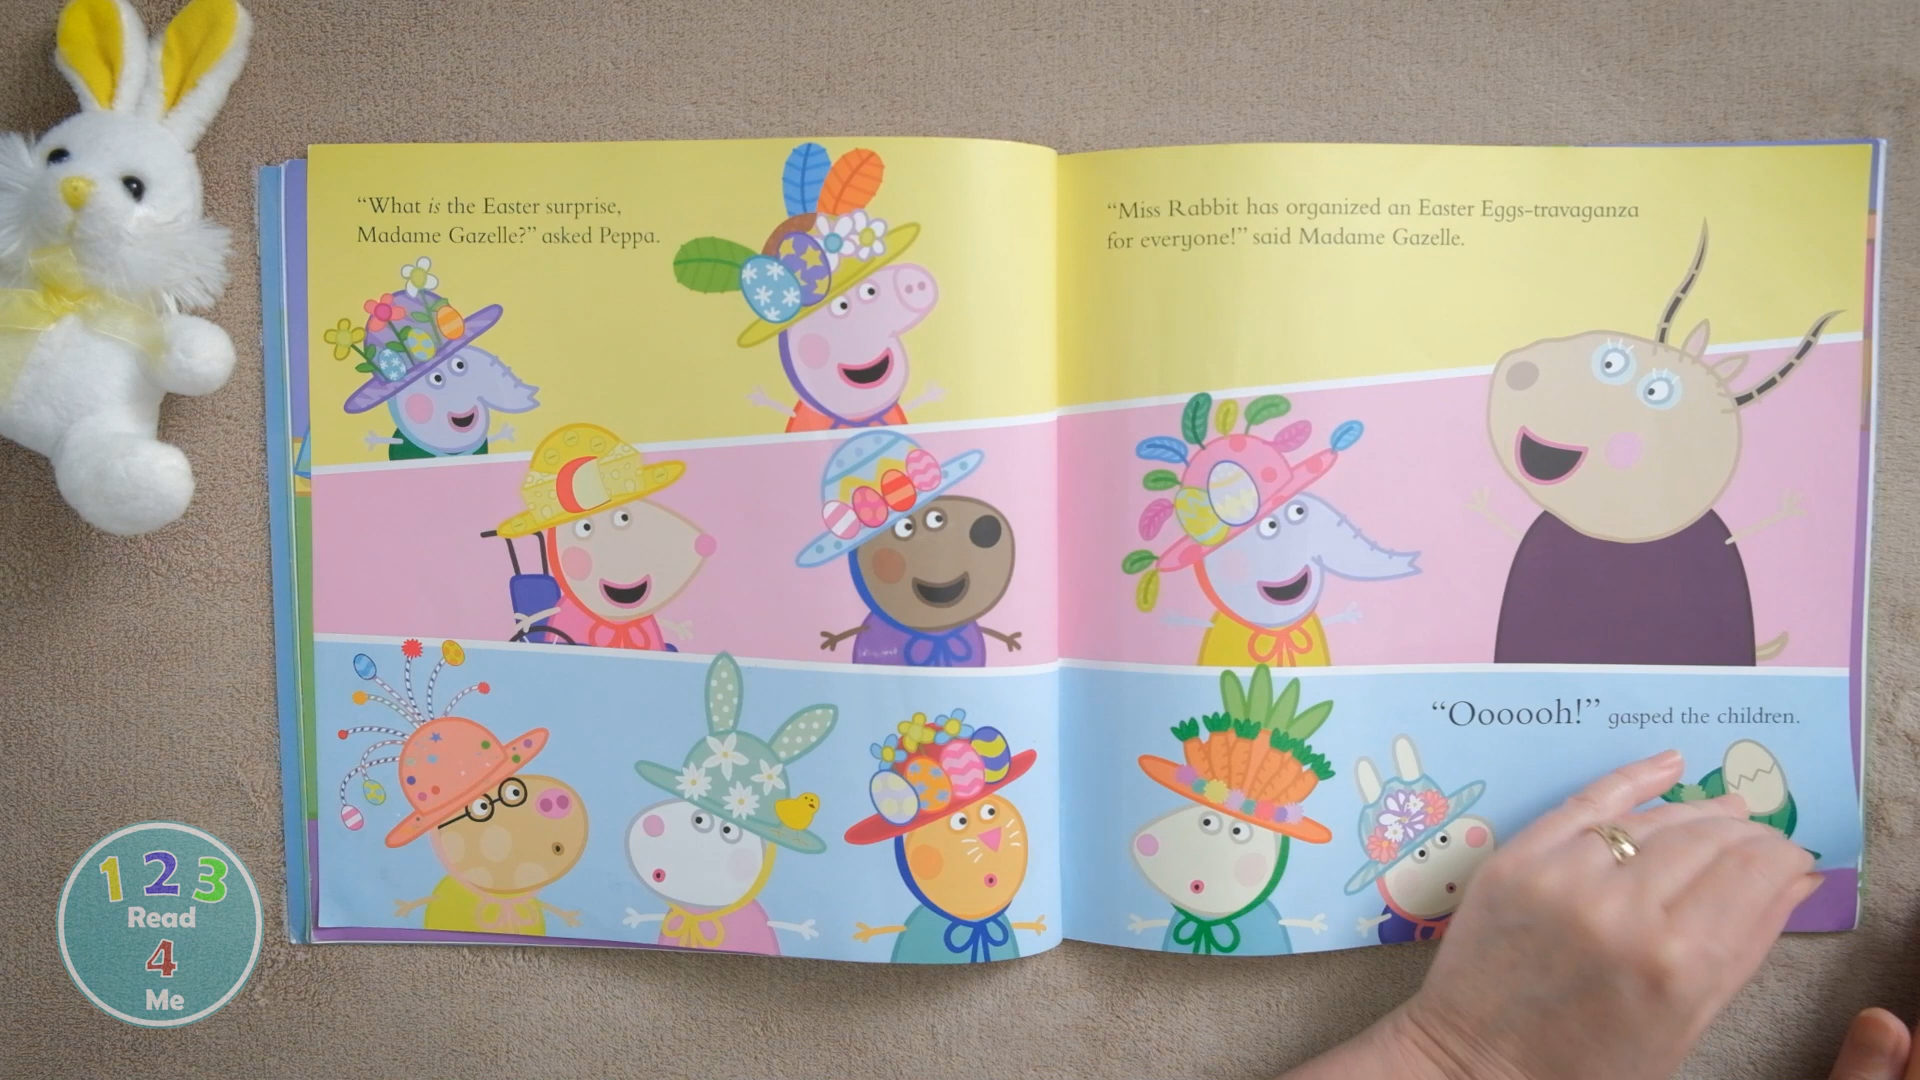 “What is the Easter surprise,
Madame Gazelle?” asked Peppa.
“Miss Rabbit has organized an Easter Eggs-travaganza
for everyone!” said Madame Gazelle.
“Oooooh!” gasped the children.
1 2 3
Read
4
Me